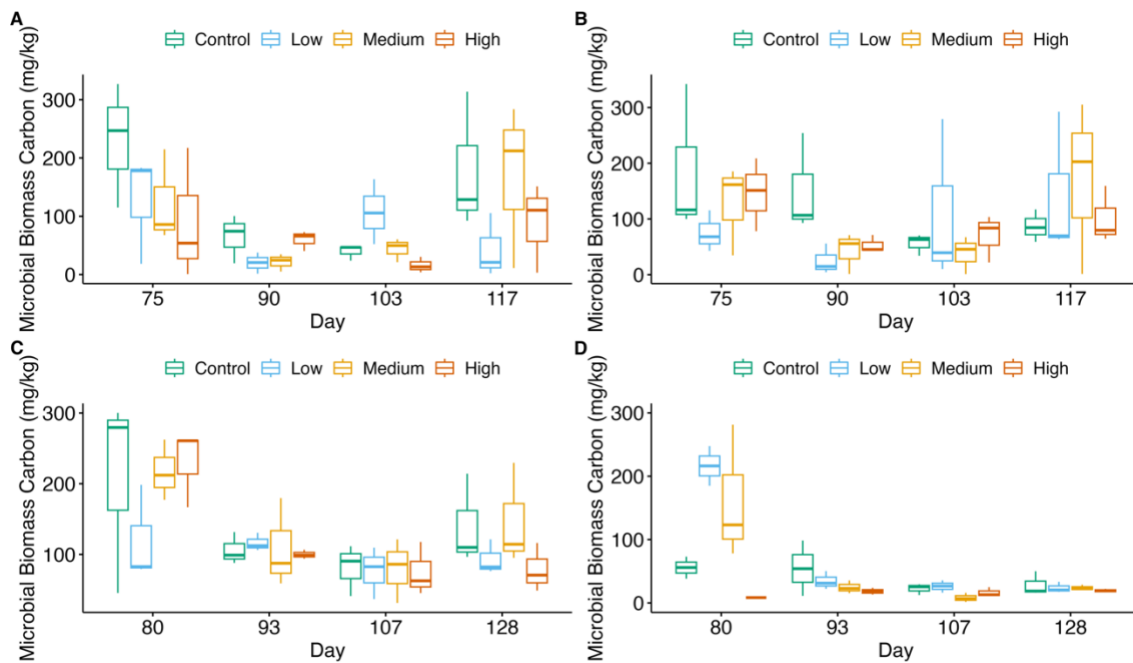 A
Control Low Medium High
Microbial Biomass Carbon (mg/kg)
300
200
100
0
75 90 103 117
Day
B
Control Low Medium High
Microbial Biomass Carbon (mg/kg)
300
200
100
0
75 90 103 117
Day
C
Control Low Medium High
Microbial Biomass Carbon (mg/kg)
300
200
100
80 93 107 128
Day
D
Control Low Medium High
Microbial Biomass Carbon (mg/kg)
300
200
100
0
80 93 107 128
Day